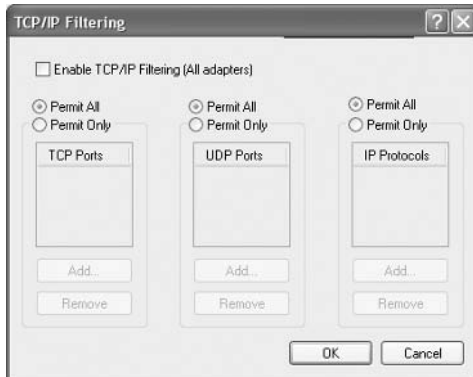 TCP/IP Filtering
Enable TCP/IP Filtering (All adapters)
Permit All
Permit Only
TCP Ports
Add...
Remove
Permit All
Permit Only
UDP Ports
Add...
Remove
Permit All
Permit Only
IP Protocols
Add...
Remove
OK
Cancel